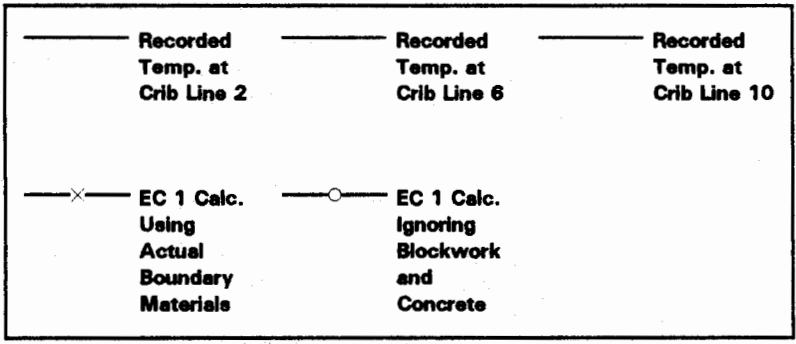 Recorded
Temp. at
Crib Line 2
Recorded
Temp. at
Crib Line 6
Recorded
Temp. at
Crib Line 10
EC 1 Calc.
Using
Actual
Boundary
Materials
EC 1 Calc.
Ignoring
Blockwork
and
Concrete